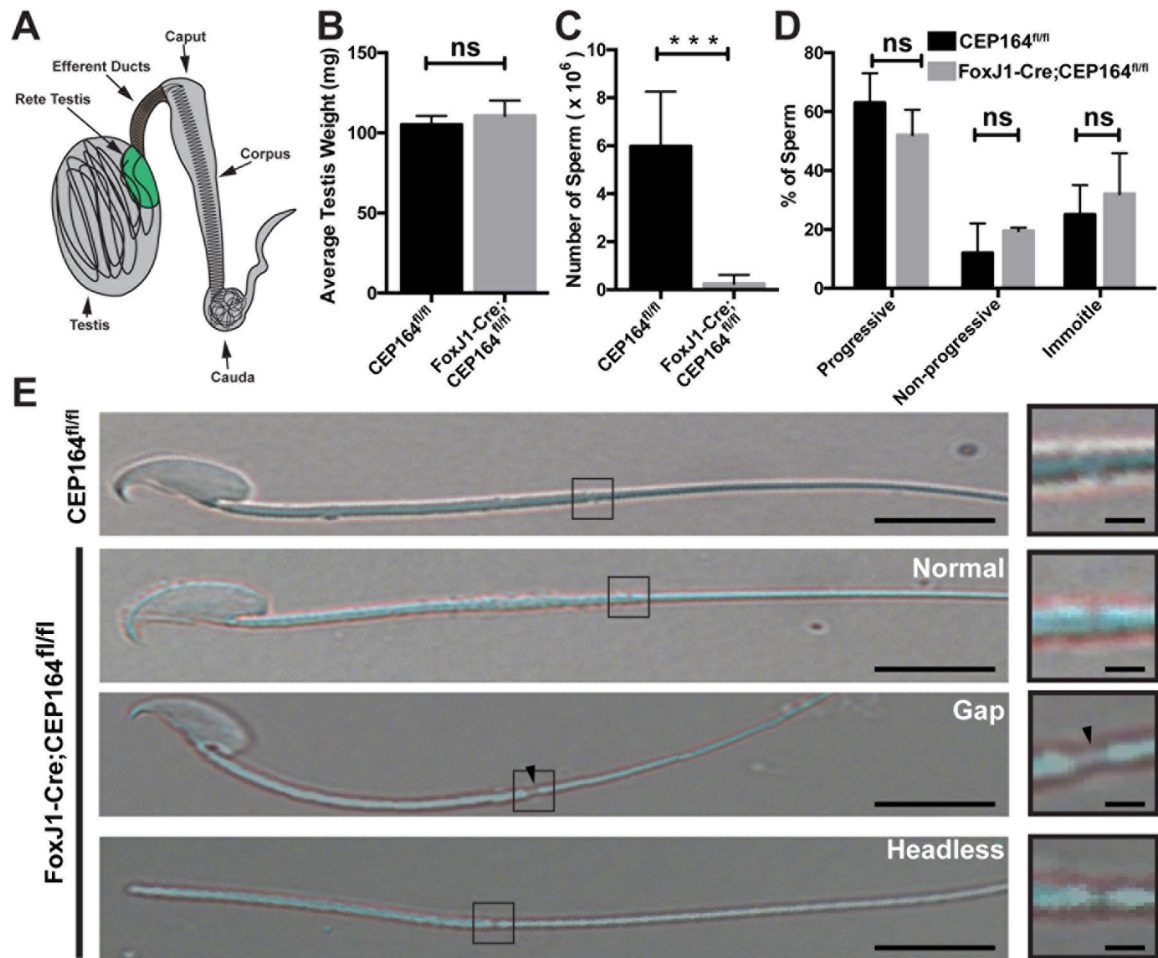 A
Caput
Efferent Ducts
Rete Testis
Corpus
Testis
Cauda
B
Average Testis Weight (mg)
150
100
50
0
ns
CEP164fl/fl
FoxJ1-Cre;
CEP164fl/fl
C
Number of Sperm (x 10⁶)
10
8
6
4
2
0
* * *
CEP164fl/fl
FoxJ1-Cre;
CEP164fl/fl
D
% of Sperm
80
60
40
20
0
ns
ns
ns
CEP164fl/fl
FoxJ1-Cre;CEP164fl/fl
Progressive
Non-progressive
Immoitle
E
CEP164fl/fl
FoxJ1-Cre;CEP164fl/fl
Normal
Gap
Headless